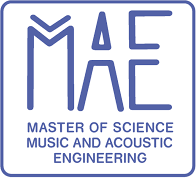 MAE
MASTER OF SCIENCE
MUSIC AND ACOUSTIC
ENGINEERING